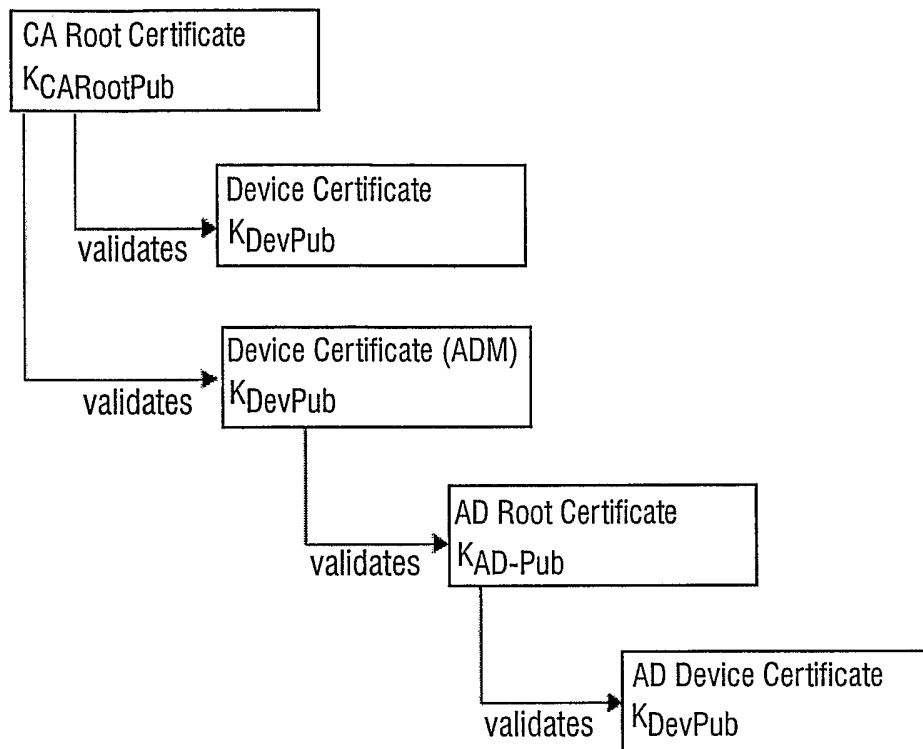 CA Root Certificate
KCARootPub
Device Certificate
KDevPub
validates
Device Certificate (ADM)
KDevPub
validates
AD Root Certificate
KAD-Pub
validates
AD Device Certificate
KDevPub
validates